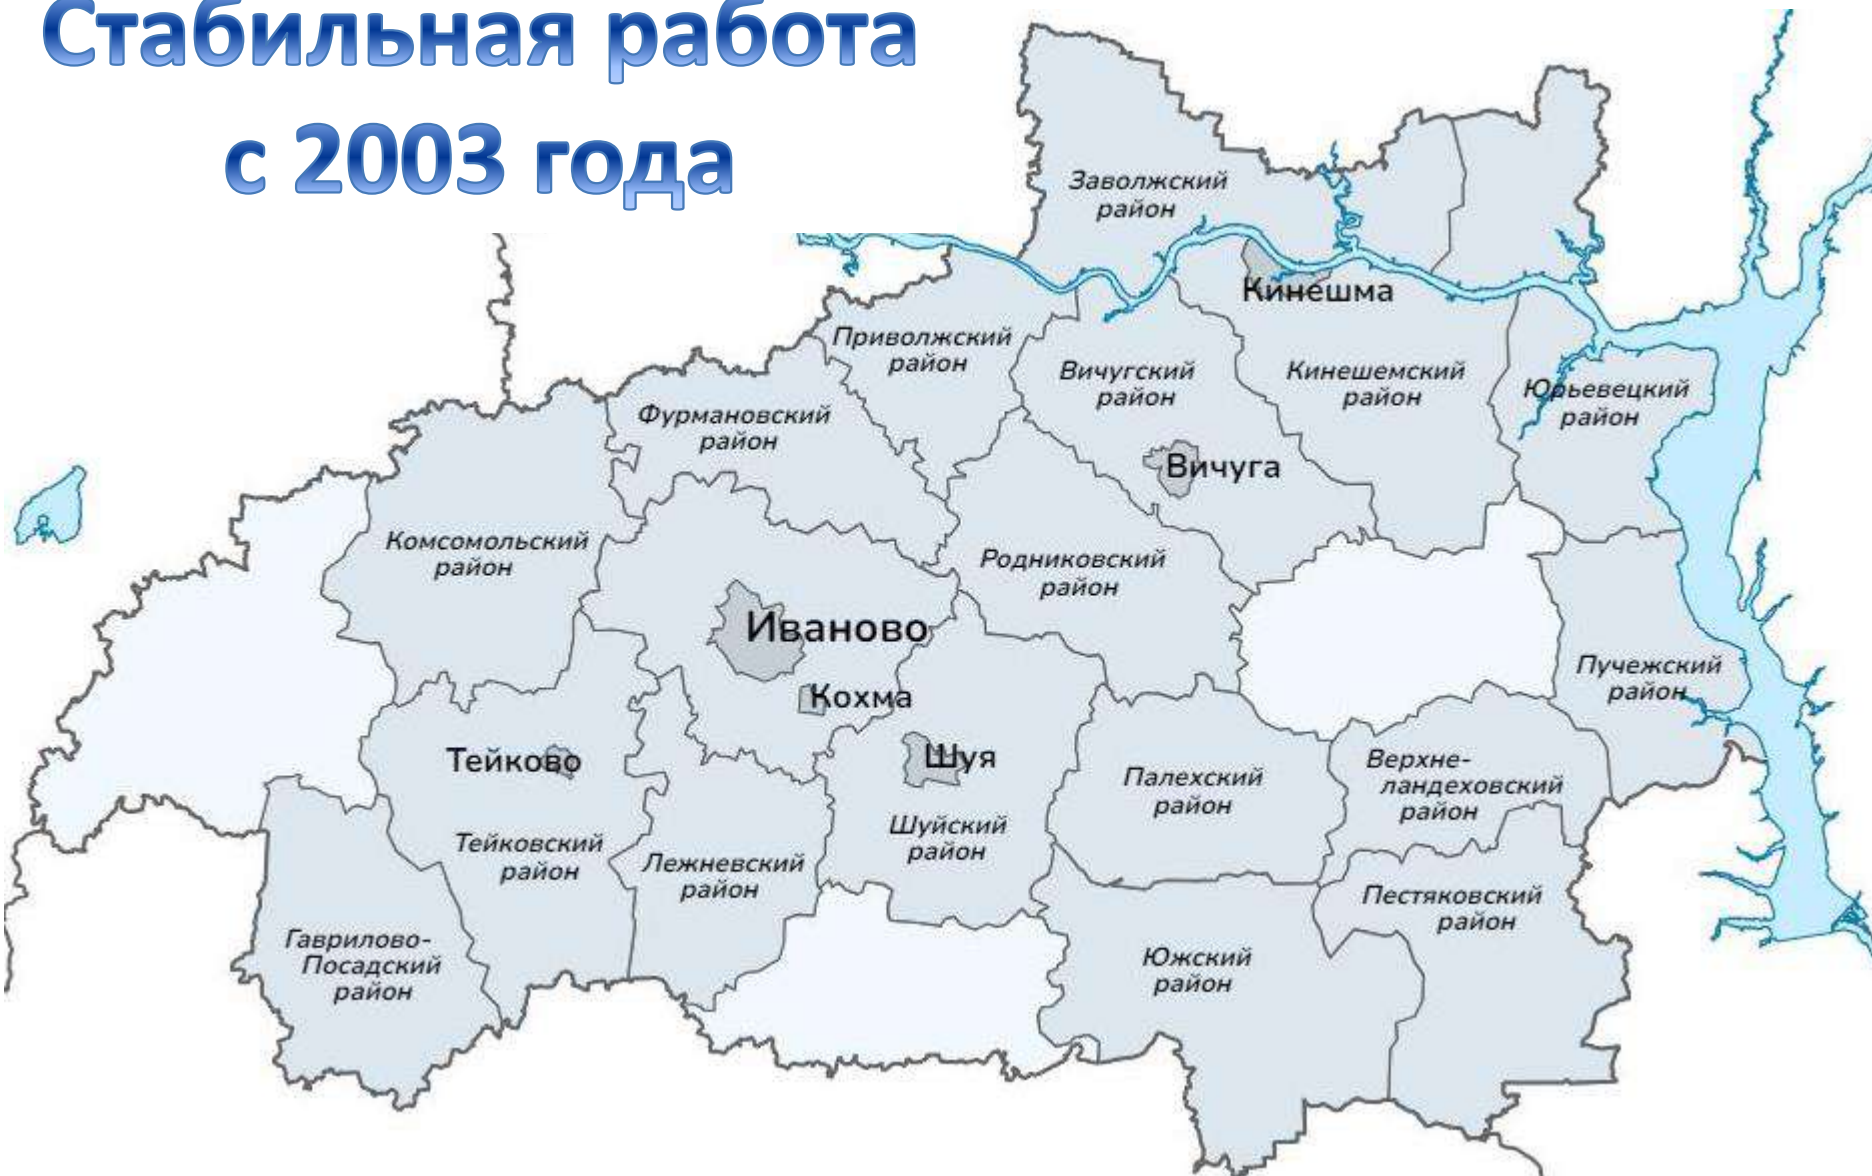 Стабильная работа
с 2003 года
Заволжский
район
Кинешма
Приволжский
район
Вичугский
район
Кинешемский
район
Юрьевецкий
район
Фурмановский
район
Вичуга
Комсомольский
район
Родниковский
район
Иваново
Пучежский
район
Кохма
Тейково
Шуя
Палехский
район
Верхне-
ландеховский
район
Шуйский
район
Тейковский
район
Лежневский
район
Пестяковский
район
Гаврилово-
Посадский
район
Южский
район